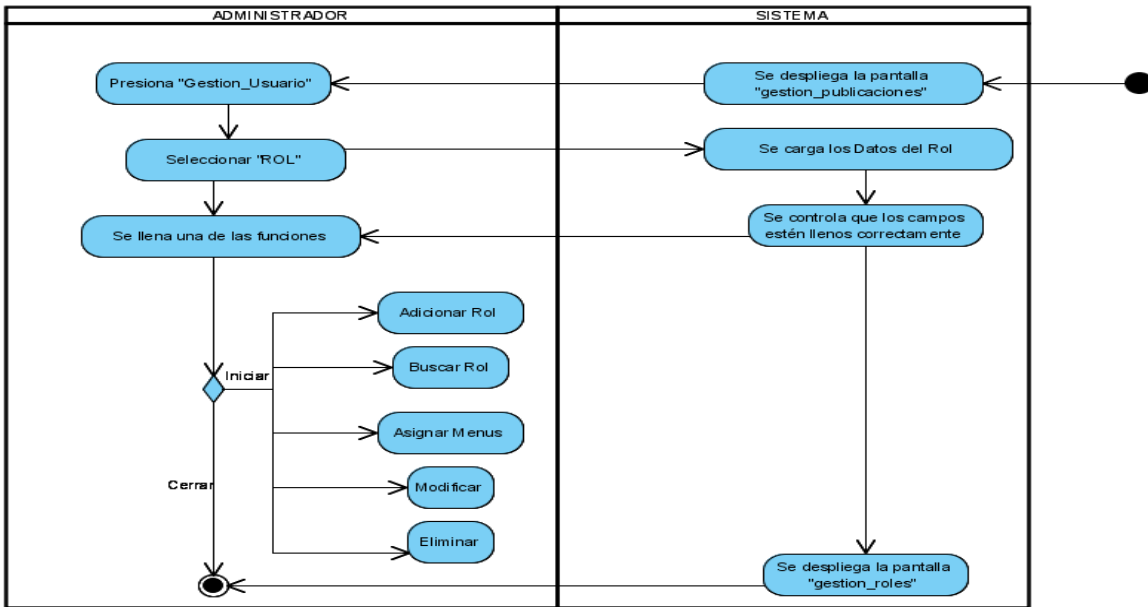 ADMINISTRADOR
SISTEMA
Presiona "Gestion_Usuario"
Se despliega la pantalla
"gestion_publicaciones"
Seleccionar "ROL"
Se carga los Datos del Rol
Se llena una de las funciones
Se controla que los campos
estén llenos correctamente
Adicionar Rol
Iniciar
Buscar Rol
Asignar Menus
Cerrar
Modificar
Eliminar
Se despliega la pantalla
"gestion_roles"